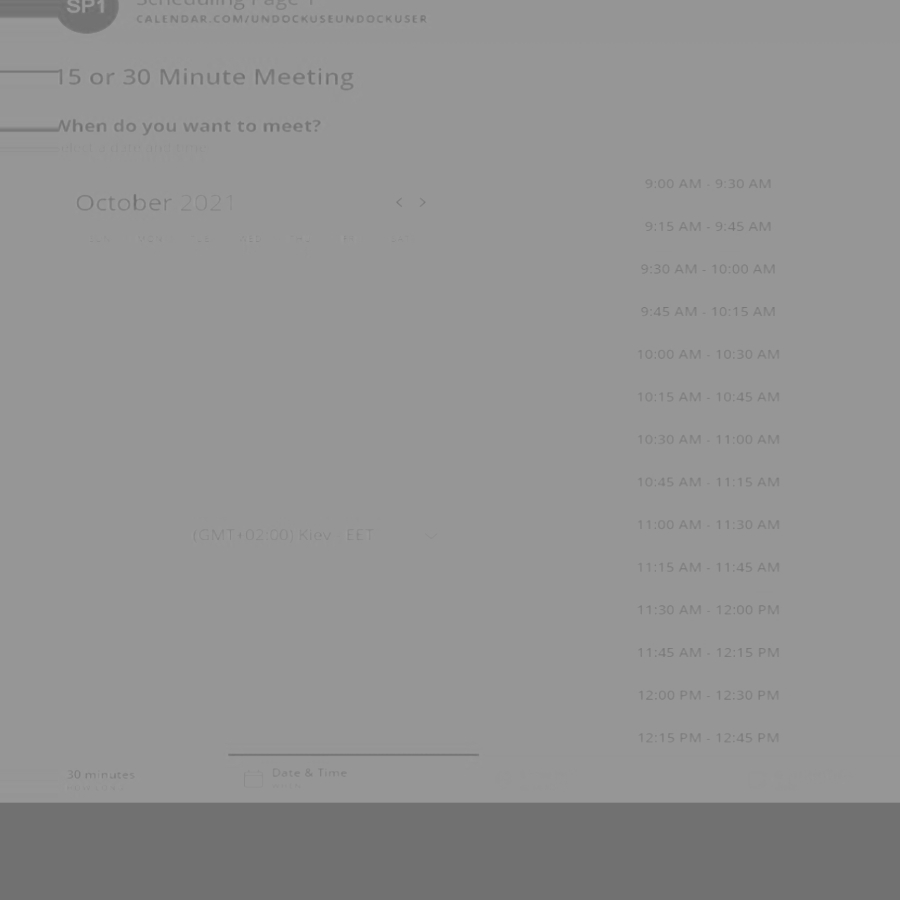 SP1
Scheduling Page 1
CALENDAR.COM/UNDOCKUSEUNDOCKUSER
15 or 30 Minute Meeting
When do you want to meet?
October 2021
(GMT+02:00) Kiev EET
9:00 AM - 9:30 AM
9:15 AM - 9:45 AM
9:30 AM - 10:00 AM
9:45 AM - 10:15 AM
10:00 AM - 10:30 AM
10:15 AM - 10:45 AM
10:30 AM - 11:00 AM
10:45 AM - 11:15 AM
11:00 AM - 11:30 AM
11:15 AM - 11:45 AM
11:30 AM - 12:00 PM
11:45 AM - 12:15 PM
12:00 PM - 12:30 PM
12:15 PM - 12:45 PM
30 minutes
Date & Time